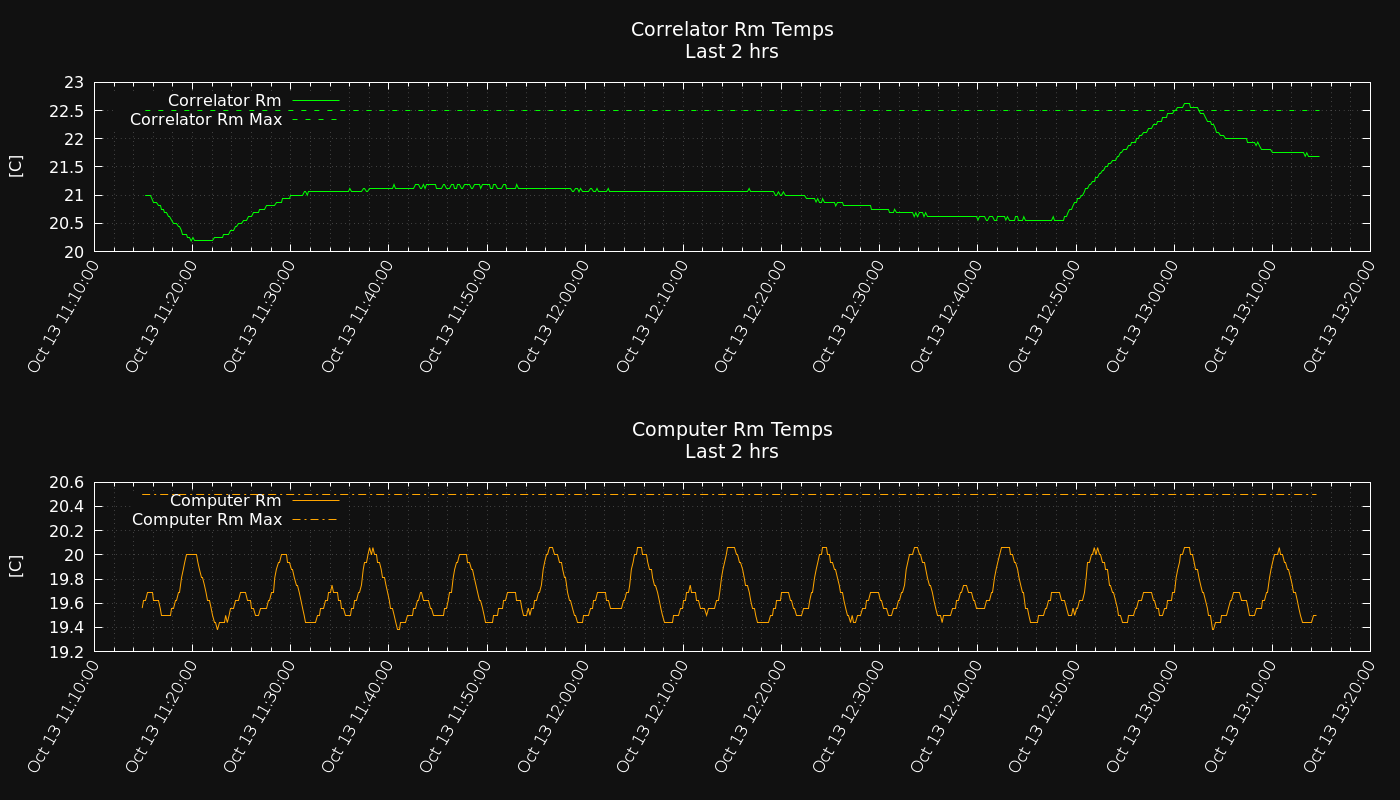 Correlator Rm Temps
Last 2 hrs
23
22.5
22
21.5
21
20.5
20
[C]
Correlator Rm
Correlator Rm Max
Oct 13 11:10:00
Oct 13 11:20:00
Oct 13 11:30:00
Oct 13 11:40:00
Oct 13 11:50:00
Oct 13 12:00:00
Oct 13 12:10:00
Oct 13 12:20:00
Oct 13 12:30:00
Oct 13 12:40:00
Oct 13 12:50:00
Oct 13 13:00:00
Oct 13 13:10:00
Oct 13 13:20:00
Computer Rm Temps
Last 2 hrs
20.6
20.4
20.2
20
19.8
19.6
19.4
19.2
[C]
Computer Rm
Computer Rm Max
Oct 13 11:10:00
Oct 13 11:20:00
Oct 13 11:30:00
Oct 13 11:40:00
Oct 13 11:50:00
Oct 13 12:00:00
Oct 13 12:10:00
Oct 13 12:20:00
Oct 13 12:30:00
Oct 13 12:40:00
Oct 13 12:50:00
Oct 13 13:00:00
Oct 13 13:10:00
Oct 13 13:20:00